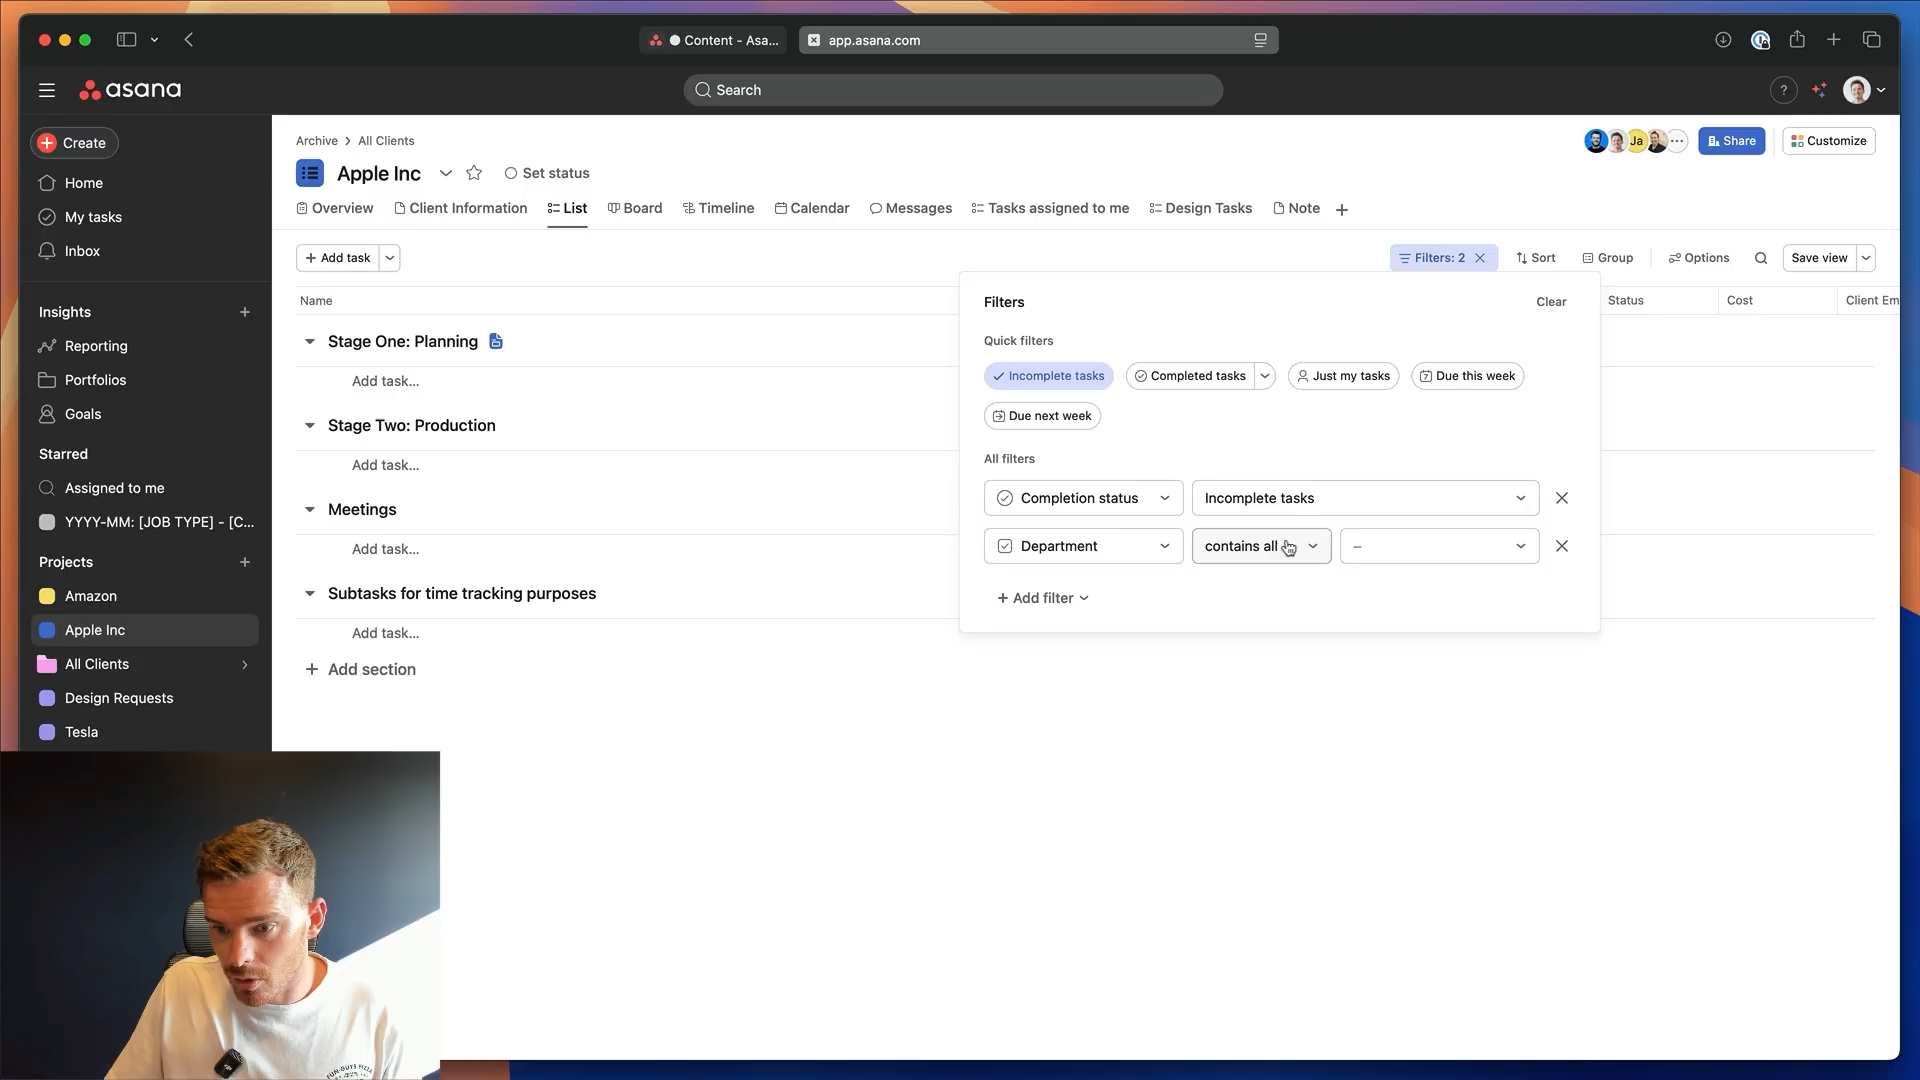 Content - Asa...
app.asana.com
asana
Search
?
Create
Home
My tasks
Inbox
Insights
Reporting
Portfolios
Goals
Starred
Assigned to me
YYYY-MM: [JOB TYPE] - [C...
Projects
Amazon
Apple Inc
All Clients
Design Requests
Tesla
Archive > All Clients
Ja
...
Share
Customize
Apple Inc
Set status
Overview
Client Information
List
Board
Timeline
Calendar
Messages
Tasks assigned to me
Design Tasks
Note
+ Add task
Filters: 2
Sort
Group
Options
Save view
Name
Status
Cost
Client Em
Stage One: Planning
Add task...
Stage Two: Production
Add task...
Meetings
Add task...
Subtasks for time tracking purposes
Add task...
+ Add section
Filters
Clear
Quick filters
Incomplete tasks
Completed tasks
Just my tasks
7 Due this week
Due next week
All filters
Completion status
Incomplete tasks
Department
contains all
–
+ Add filter
FUN-GUYS PIZZA